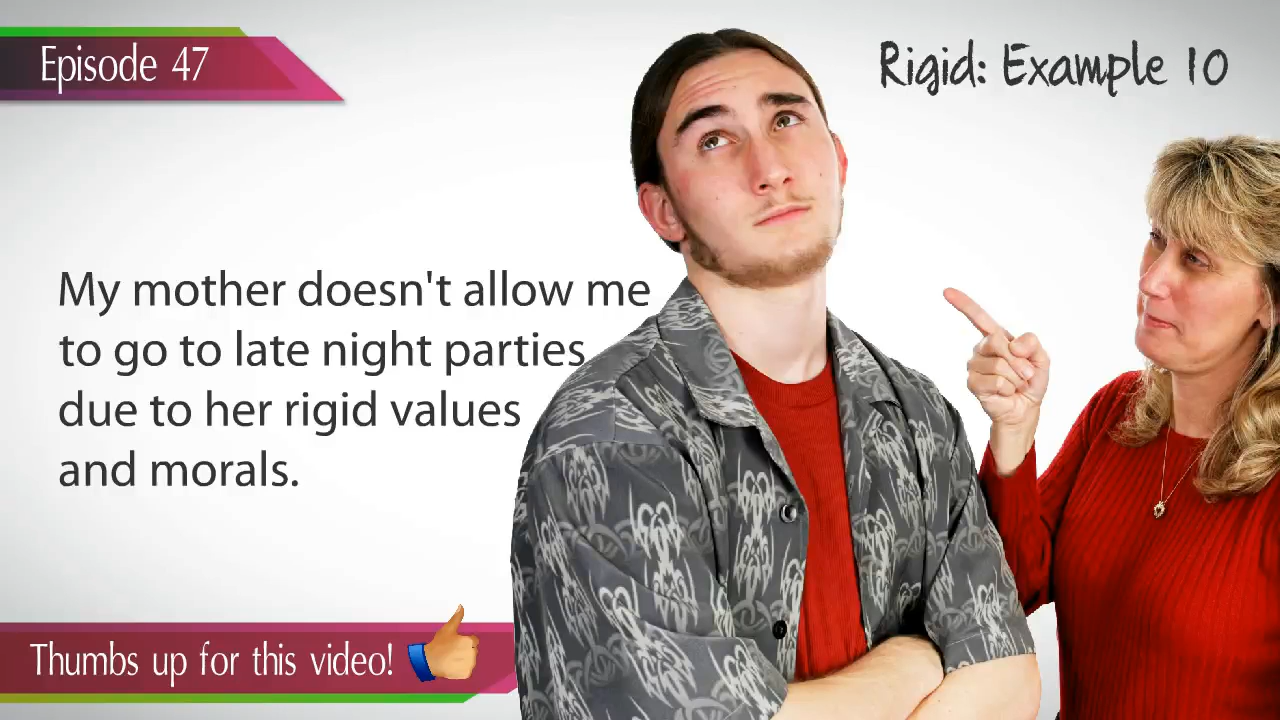 Episode 47
Rigid: Example 10
My mother doesn't allow me
to go to late night parties
due to her rigid values
and morals.
Thumbs up for this video!